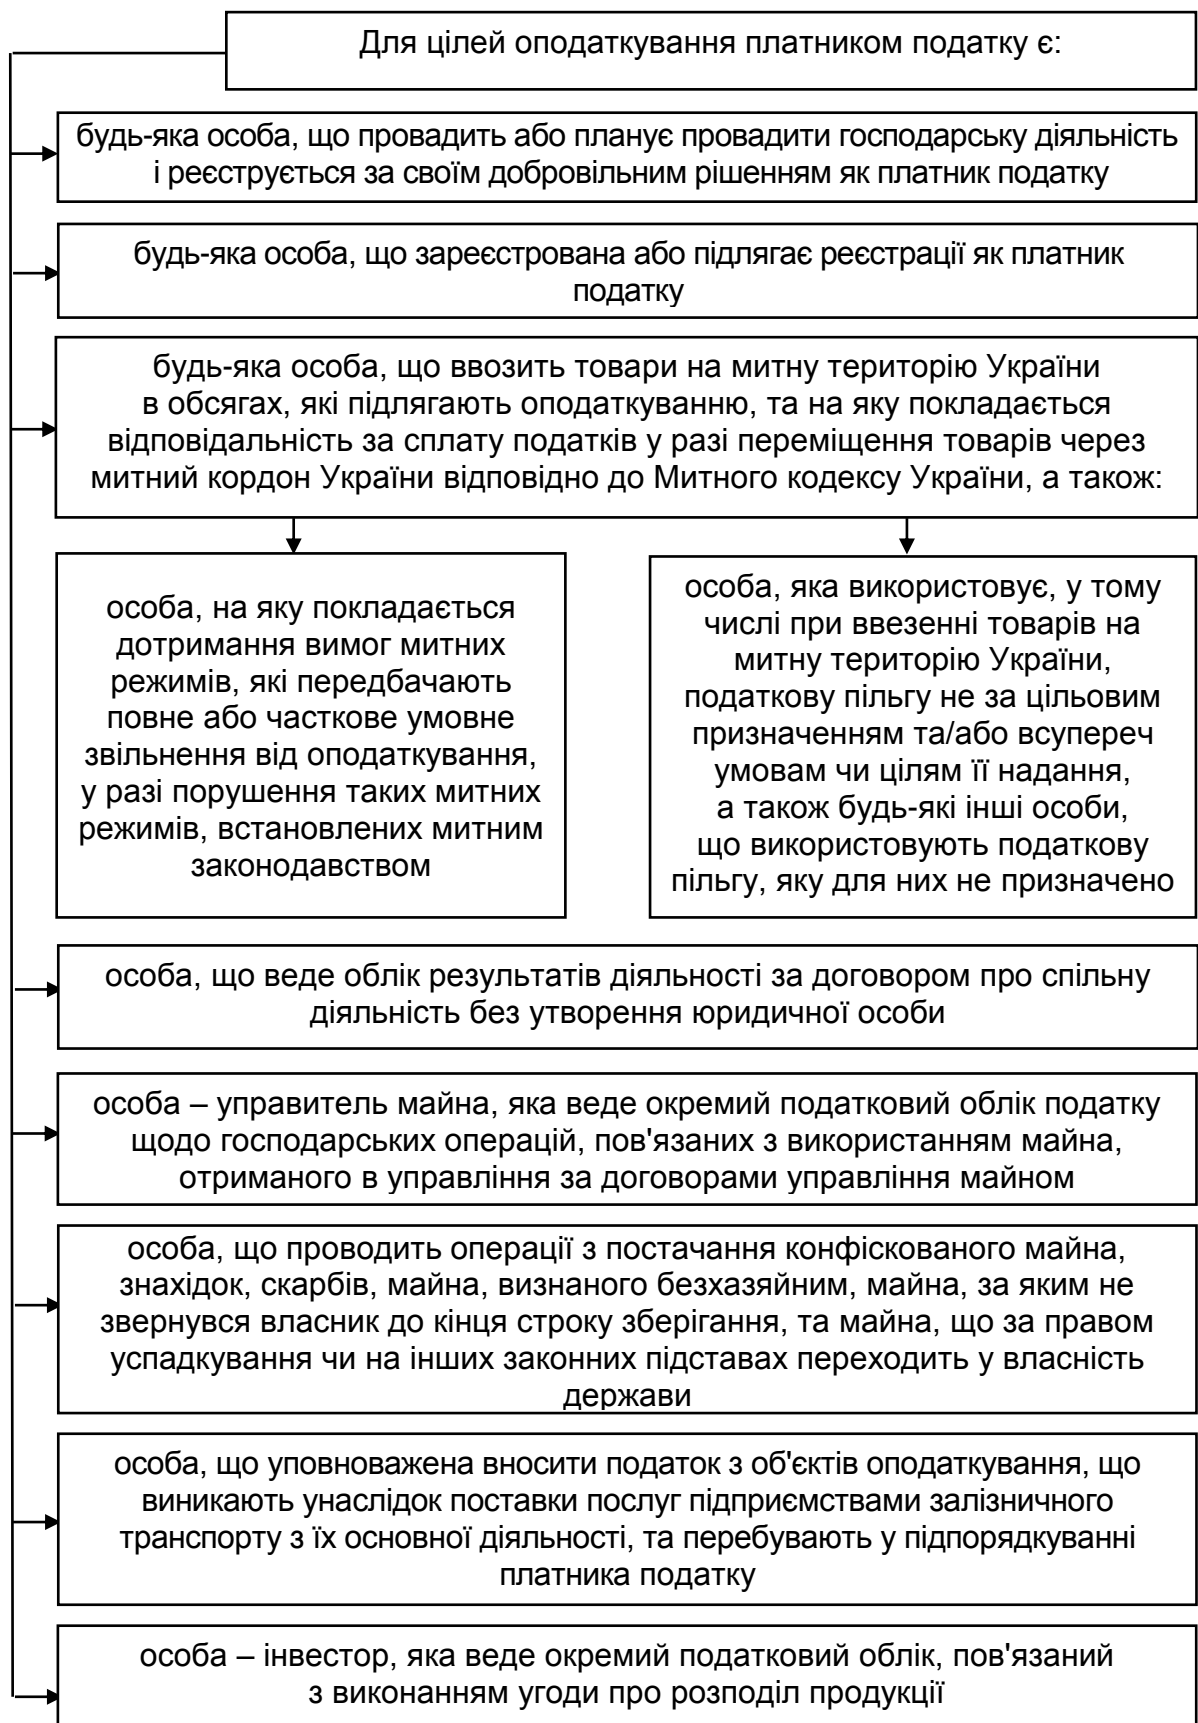 Для цілей оподаткування платником податку є:
будь-яка особа, що провадить або планує провадити господарську діяльність
і реєструється за своїм добровільним рішенням як платник податку
будь-яка особа, що зареєстрована або підлягає реєстрації як платник
податку
будь-яка особа, що ввозить товари на митну територію України
в обсягах, які підлягають оподаткуванню, та на яку покладається
відповідальність за сплату податків у разі переміщення товарів через
митний кордон України відповідно до Митного кодексу України, а також:
особа, на яку покладається
дотримання вимог митних
режимів, які передбачають
повне або часткове умовне
звільнення від оподаткування,
у разі порушення таких митних
режимів, встановлених митним
законодавством
особа, яка використовує, у тому
числі при ввезенні товарів на
митну територію України,
податкову пільгу не за цільовим
призначенням та/або всупереч
умовам чи цілям її надання,
а також будь-які інші особи,
що використовують податкову
пільгу, яку для них не призначено
особа, що веде облік результатів діяльності за договором про спільну
діяльність без утворення юридичної особи
особа – управитель майна, яка веде окремий податковий облік податку
щодо господарських операцій, пов'язаних з використанням майна,
отриманого в управління за договорами управління майном
особа, що проводить операції з постачання конфіскованого майна,
знахідок, скарбів, майна, визнаного безхазяйним, майна, за яким не
звернувся власник до кінця строку зберігання, та майна, що за правом
успадкування чи на інших законних підставах переходить у власність
держави
особа, що уповноважена вносити податок з об'єктів оподаткування, що
виникають унаслідок поставки послуг підприємствами залізничного
транспорту з їх основної діяльності, та перебувають у підпорядкуванні
платника податку
особа – інвестор, яка веде окремий податковий облік, пов'язаний
з виконанням угоди про розподіл продукції